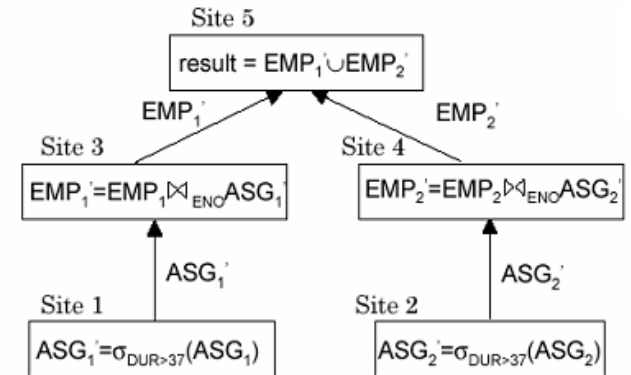 Site 5
result = EMP₁'∪EMP₂'
EMP₁'
EMP₂'
Site 3
Site 4
EMP₁'=EMP₁⋈ENOASG₁'
EMP₂'=EMP₂⋈ENOASG₂'
ASG₁'
ASG₂'
Site 1
Site 2
ASG₁'=σDUR>37(ASG₁)
ASG₂'=σDUR>37(ASG₂)